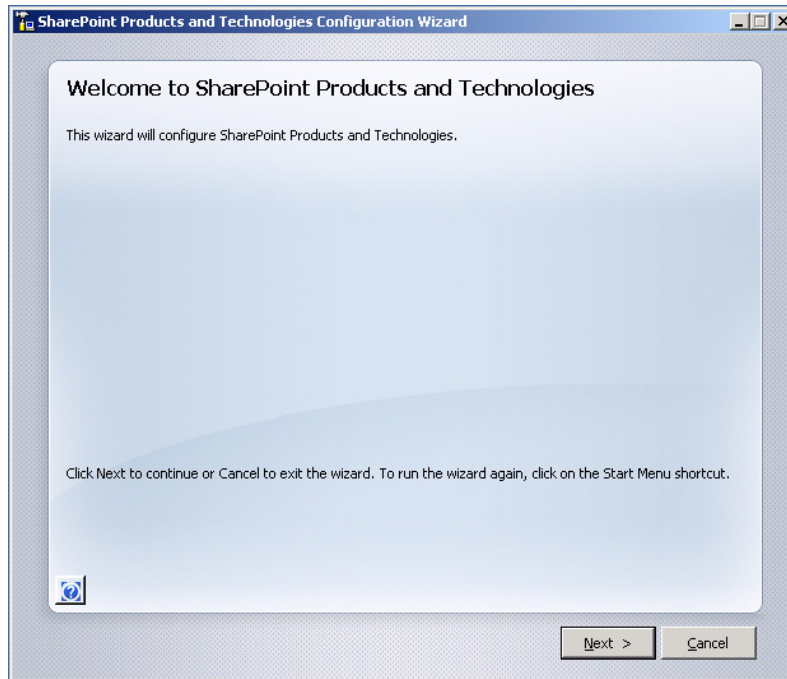 SharePoint Products and Technologies Configuration Wizard
Welcome to SharePoint Products and Technologies
This wizard will configure SharePoint Products and Technologies.
Click Next to continue or Cancel to exit the wizard. To run the wizard again, click on the Start Menu shortcut.
Next >
Cancel